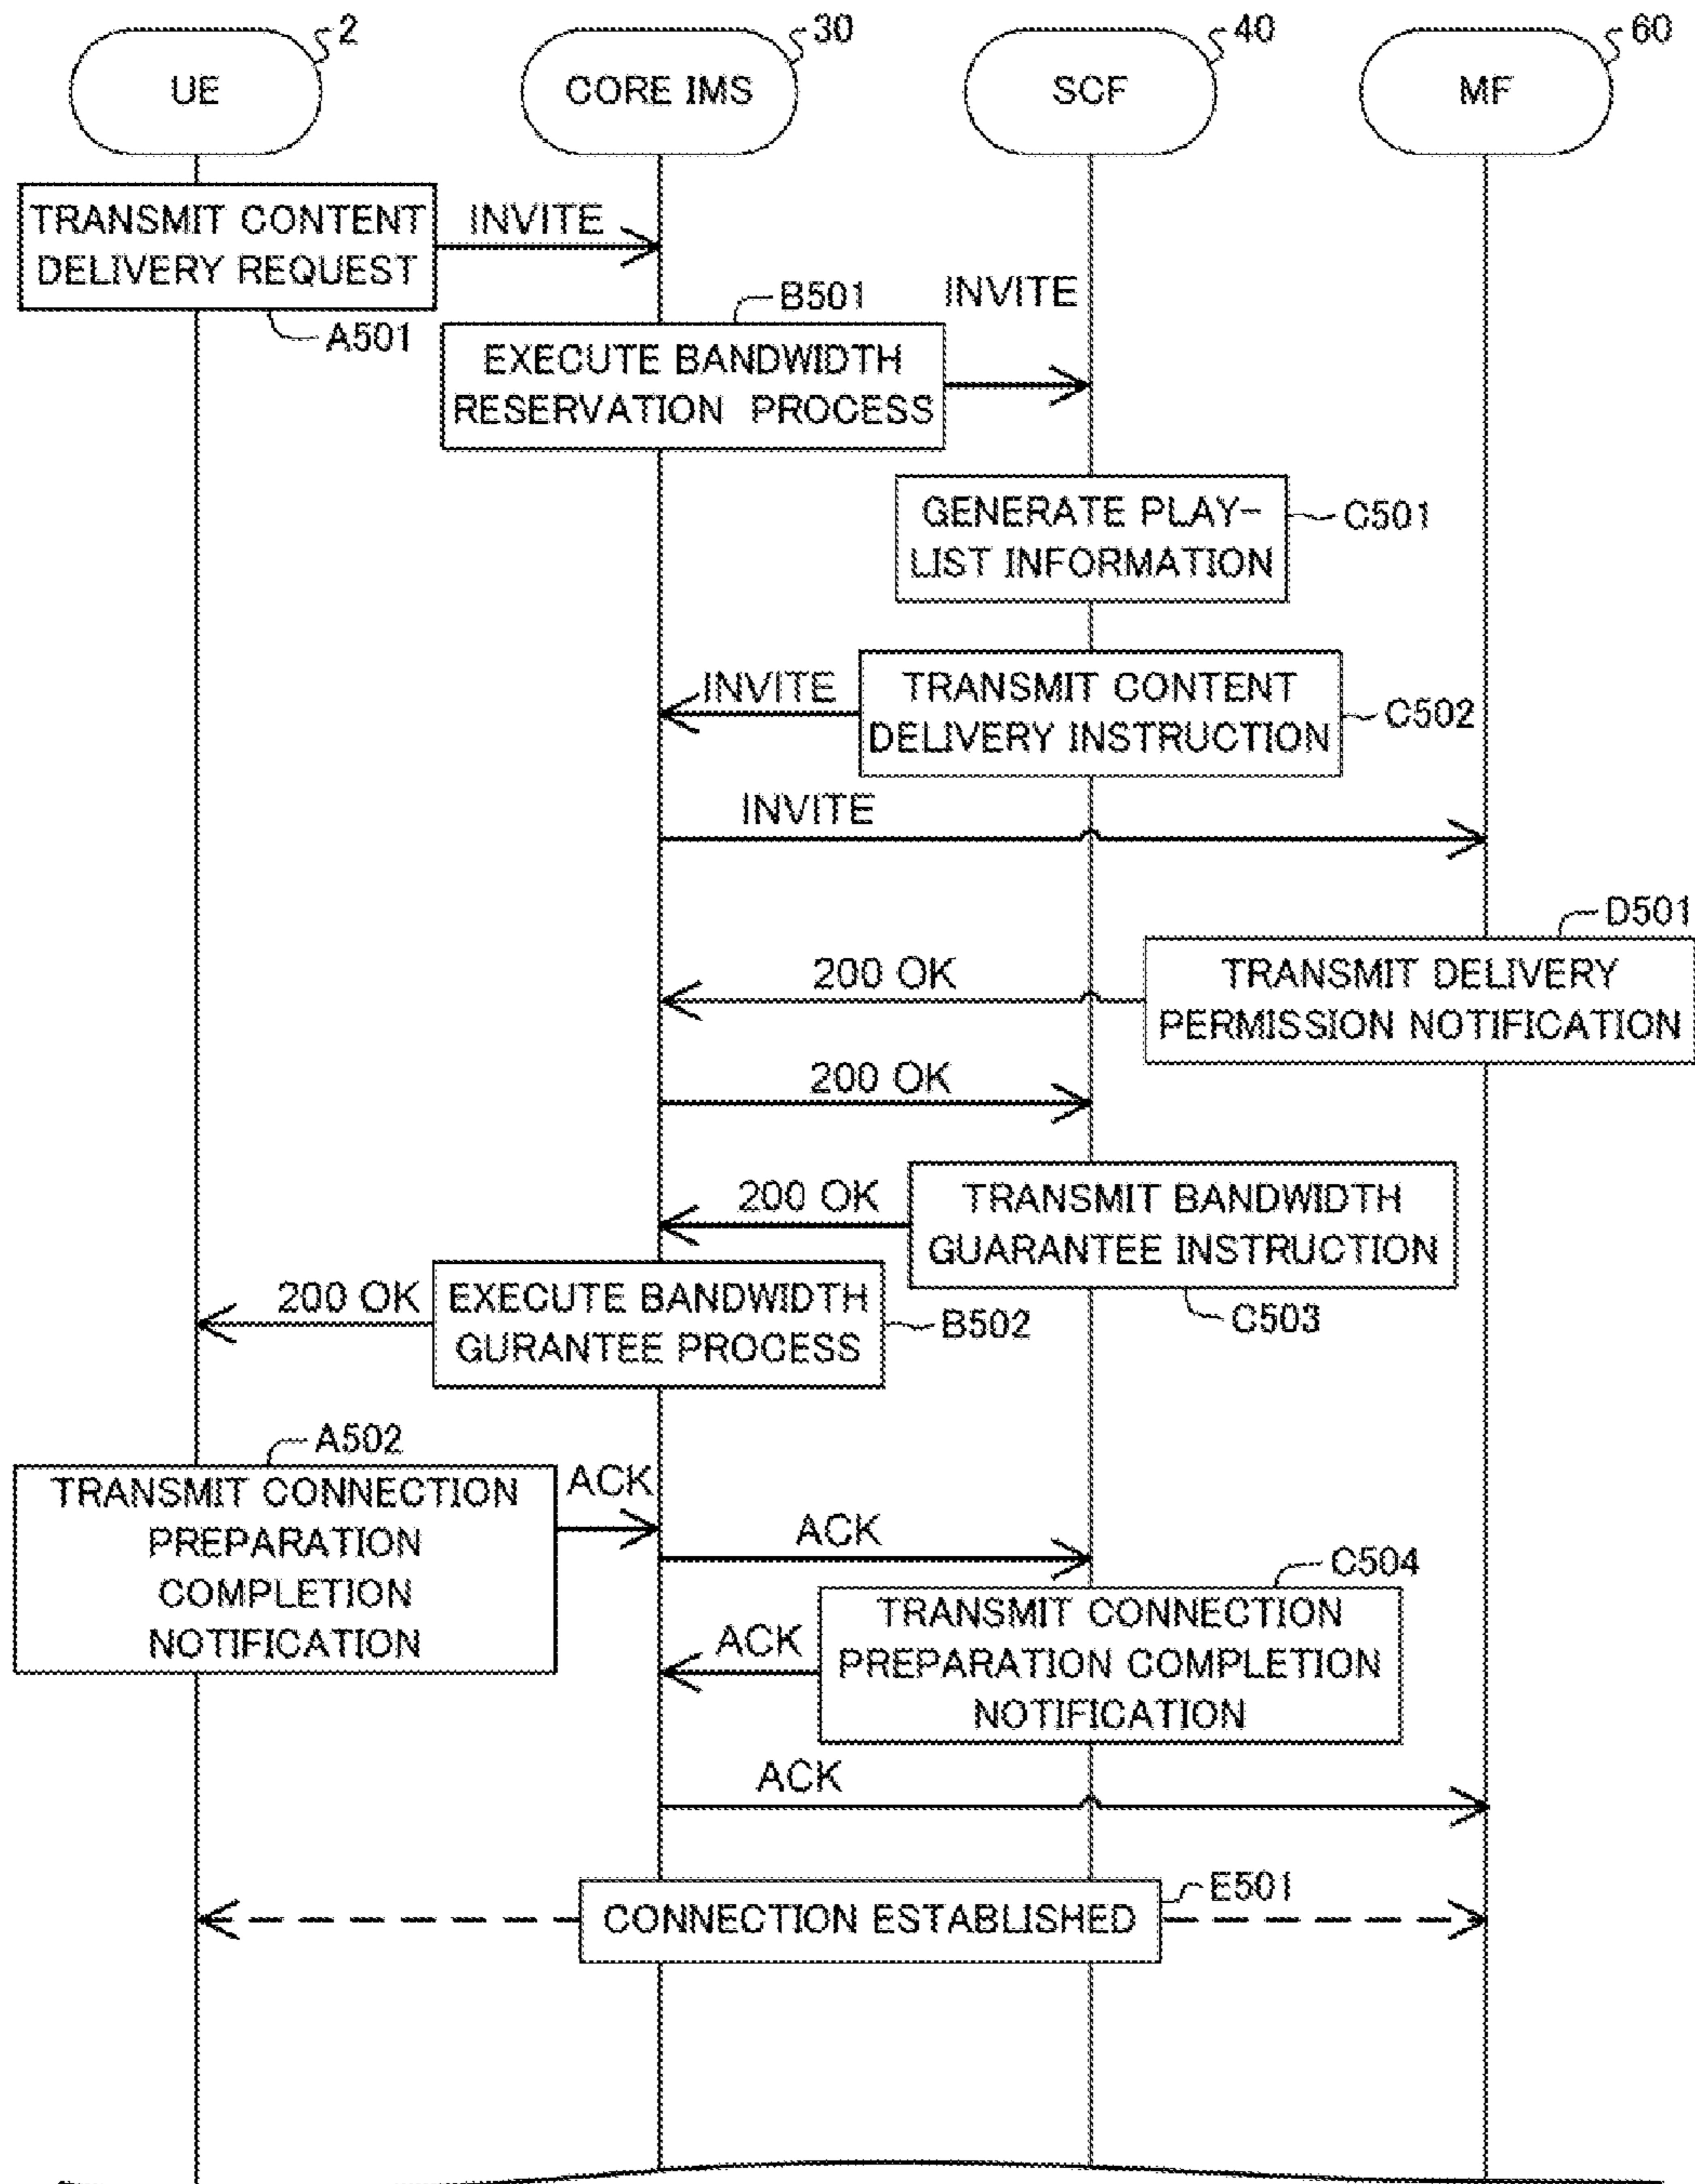 2
30
40
60
UE
CORE IMS
SCF
MF
TRANSMIT CONTENT
DELIVERY REQUEST
INVITE
A501
B501
INVITE
EXECUTE BANDWIDTH
RESERVATION PROCESS
GENERATE PLAY-
LIST INFORMATION
C501
INVITE
TRANSMIT CONTENT
DELIVERY INSTRUCTION
C502
INVITE
D501
200 OK
TRANSMIT DELIVERY
PERMISSION NOTIFICATION
200 OK
200 OK
TRANSMIT BANDWIDTH
GUARANTEE INSTRUCTION
C503
200 OK
EXECUTE BANDWIDTH
GURANTEE PROCESS
B502
A502
TRANSMIT CONNECTION
PREPARATION
COMPLETION
NOTIFICATION
ACK
ACK
C504
ACK
TRANSMIT CONNECTION
PREPARATION COMPLETION
NOTIFICATION
ACK
E501
CONNECTION ESTABLISHED